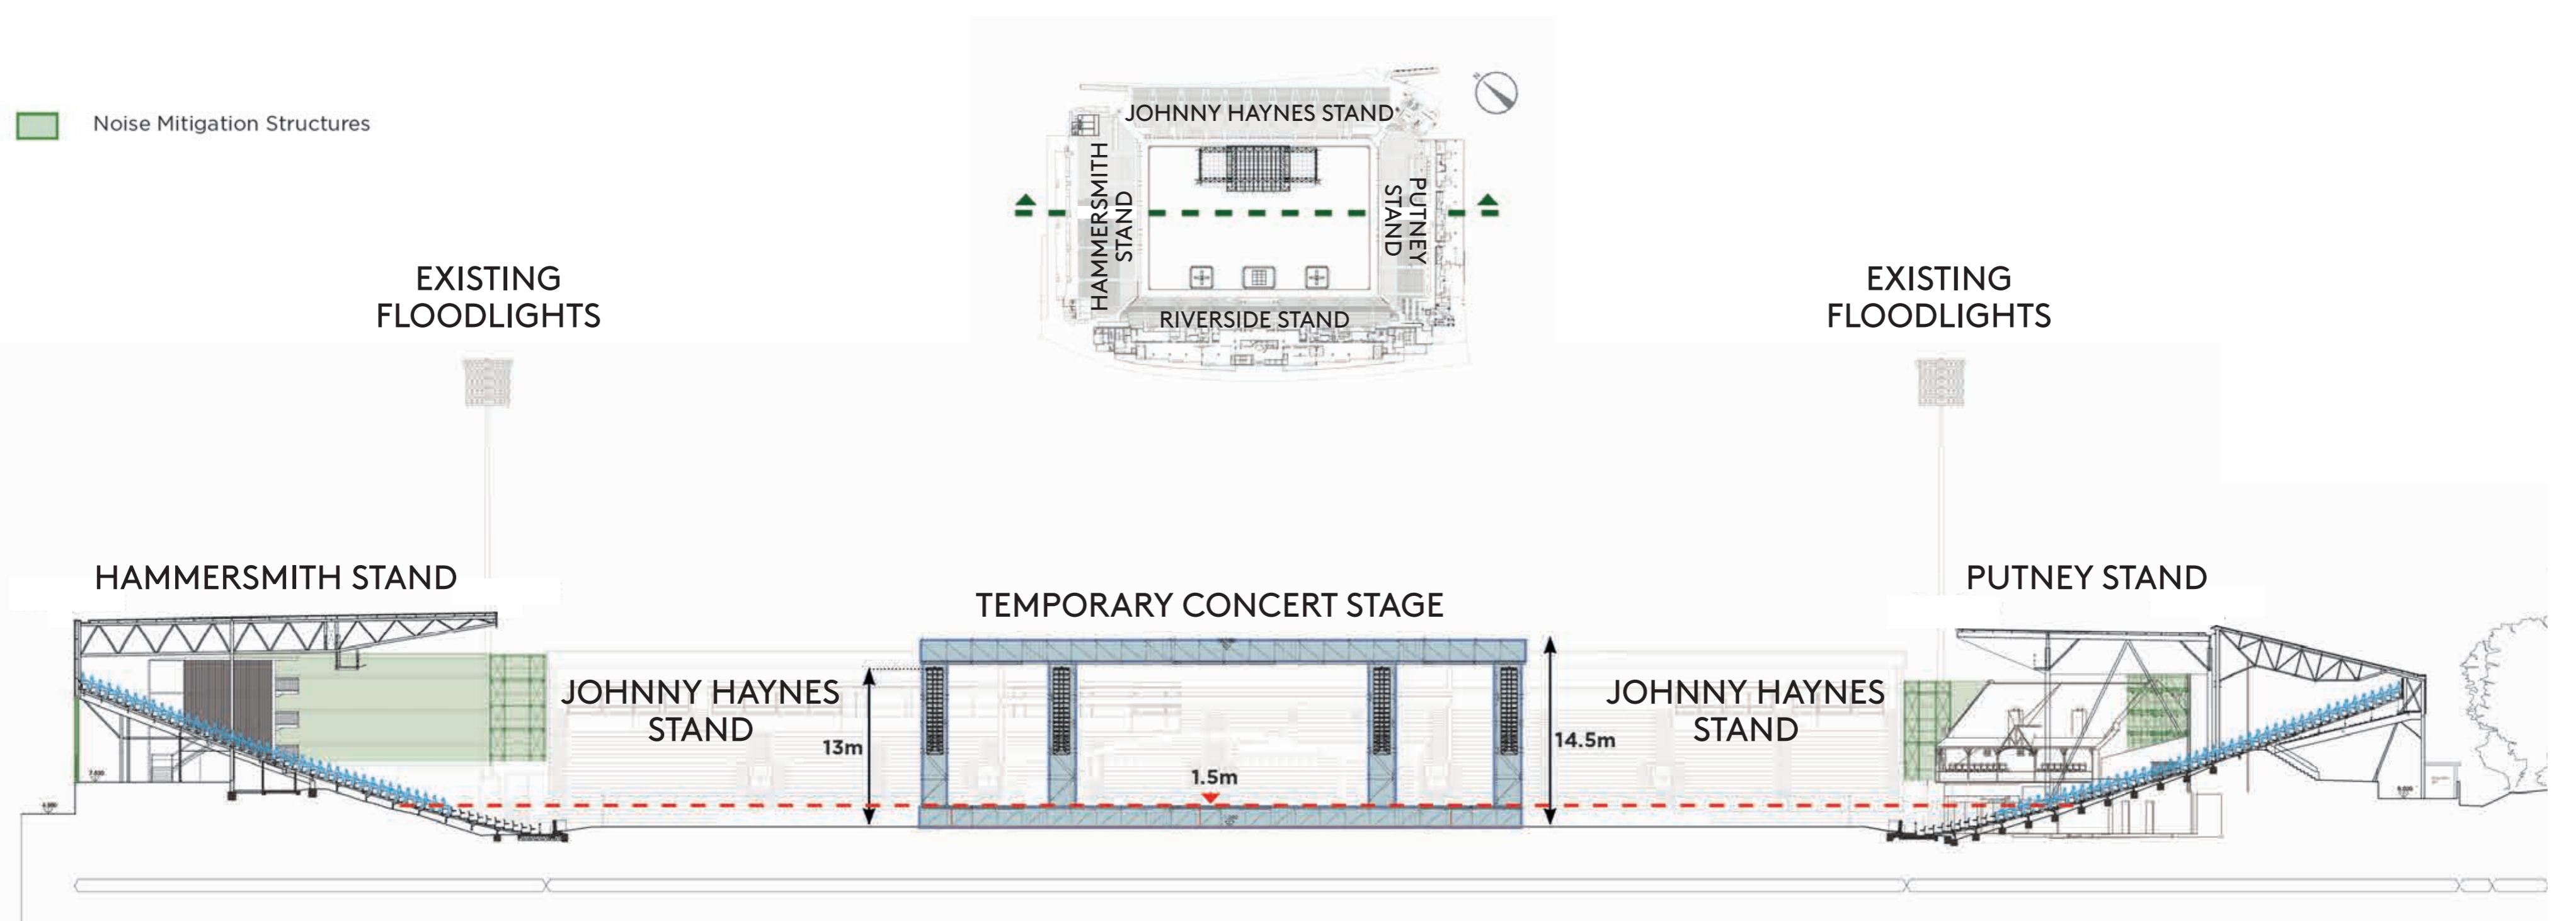 Noise Mitigation Structures
N
JOHNNY HAYNES STAND
HAMMERSMITH
STAND
PUTNEY
STAND
RIVERSIDE STAND
EXISTING
FLOODLIGHTS
EXISTING
FLOODLIGHTS
HAMMERSMITH STAND
TEMPORARY CONCERT STAGE
PUTNEY STAND
JOHNNY HAYNES
STAND
13m
1.5m
14.5m
JOHNNY HAYNES
STAND